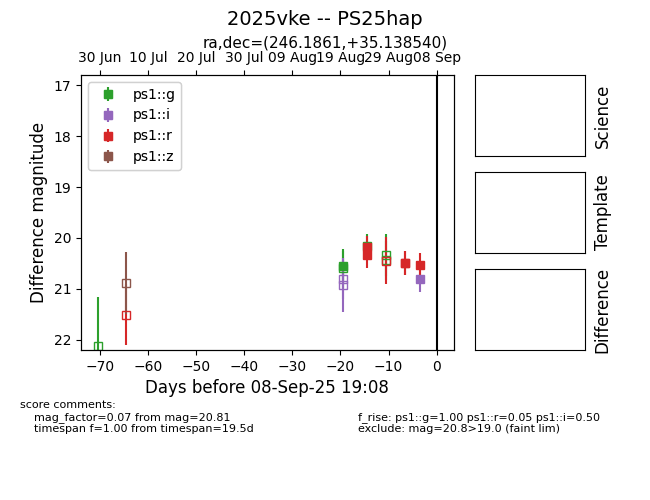 2025vke -- PS25hap
ra,dec=(246.1861,+35.138540)
30 Jun 10 Jul 20 Jul 30 Jul 09 Aug 19 Aug 29 Aug 08 Sep
17
18
19
20
21
22
Difference magnitude
ps1::g
ps1::i
ps1::r
ps1::z
−70 −60 −50 −40 −30 −20 −10 0
Days before 08-Sep-25 19:08
Science
Template
Difference
score comments:
mag_factor=0.07 from mag=20.81
timespan f=1.00 from timespan=19.5d
f_rise: ps1::g=1.00 ps1::r=0.05 ps1::i=0.50
exclude: mag=20.8>19.0 (faint lim)